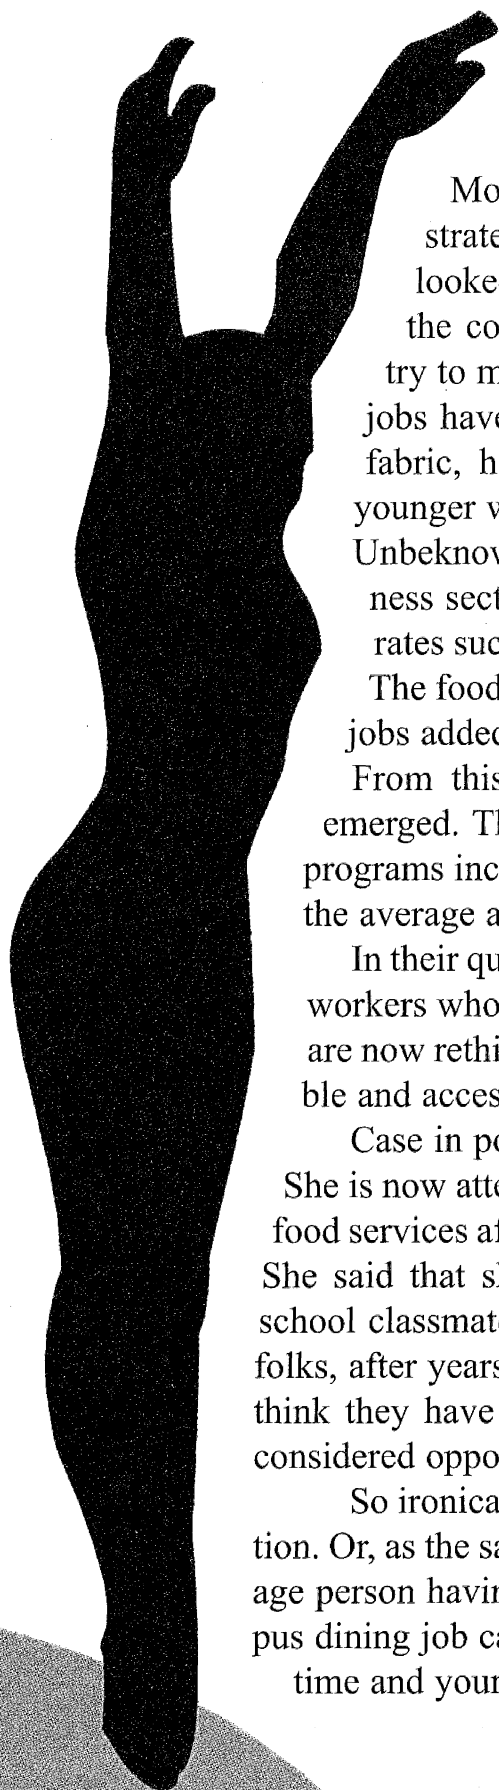 Mo
strate
looke
the co
try to m
jobs have
fabric, h
younger v
Unbeknov
ness sect
rates suc
The food
jobs added
From this
emerged. Th
programs inc
the average a
In their qu
workers who
are now rethi
ble and acces
Case in po
She is now atte
food services af
She said that sh
school classmate
folks, after years
think they have
considered oppo
So ironica
tion. Or, as the sa
age person havin
pus dining job ca
time and your